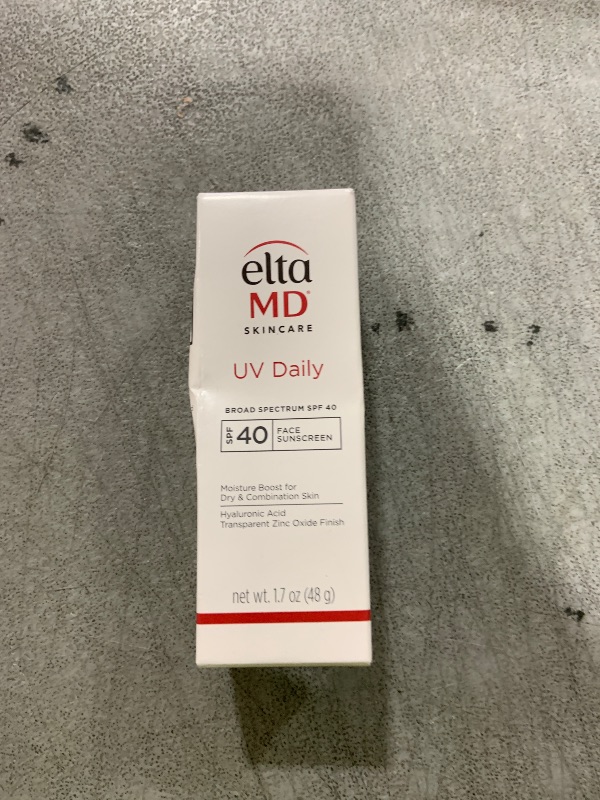 elta
MD®
SKINCARE
UV Daily
BROAD SPECTRUM SPF 40
SPF 40 FACE
SUNSCREEN
Moisture Boost for
Dry & Combination Skin
Hyaluronic Acid
Transparent Zinc Oxide Finish
net wt. 1.7 oz (48 g)